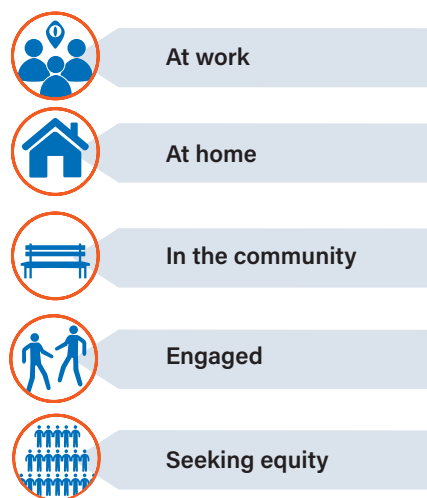 At work
At home
In the community
Engaged
Seeking equity